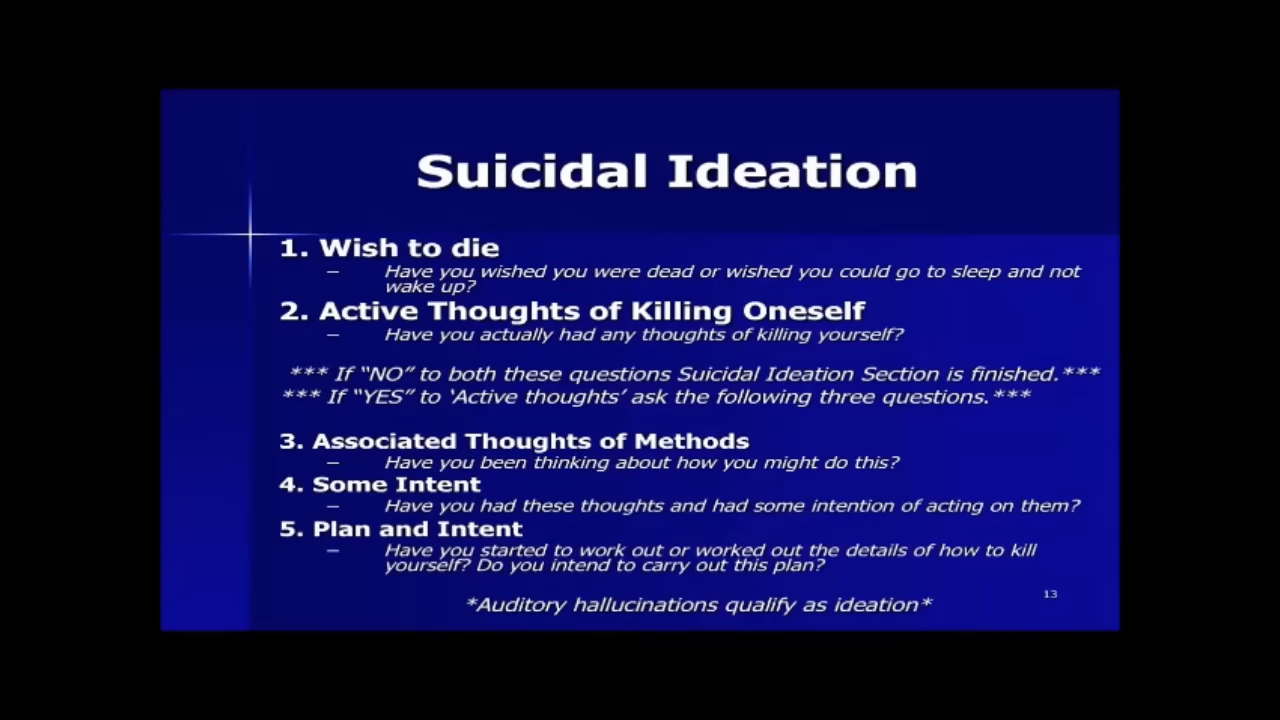 Suicidal Ideation
1. Wish to die
– Have you wished you were dead or wished you could go to sleep and not
wake up?
2. Active Thoughts of Killing Oneself
– Have you actually had any thoughts of killing yourself?
*** If “NO” to both these questions Suicidal Ideation Section is finished.***
*** If “YES” to ‘Active thoughts’ ask the following three questions.***
3. Associated Thoughts of Methods
– Have you been thinking about how you might do this?
4. Some Intent
– Have you had these thoughts and had some intention of acting on them?
5. Plan and Intent
– Have you started to work out or worked out the details of how to kill
yourself? Do you intend to carry out this plan?
13
*Auditory hallucinations qualify as ideation*